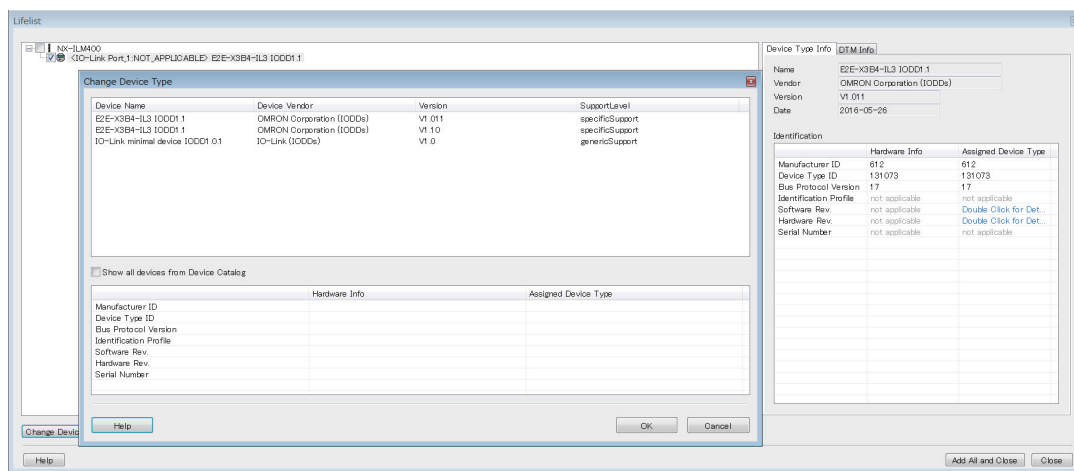 Lifelist
NX-ILM400
<IO-Link Port_1:NOT_APPLICABLE> E2E-X3B4-IL3 IODD1.1
Change Device Type
Device Name Device Vendor Version SupportLevel
E2E-X3B4-IL3 IODD1.1 OMRON Corporation (IODDs) V1.011 specificSupport
E2E-X3B4-IL3 IODD1.1 OMRON Corporation (IODDs) V1.10 specificSupport
IO-Link minimal device IODD1.0.1 IO-Link (IODDs) V1.0 genericSupport
Show all devices from Device Catalog
Hardware Info Assigned Device Type
Manufacturer ID
Device Type ID
Bus Protocol Version
Identification Profile
Software Rev.
Hardware Rev.
Serial Number
Help OK Cancel
Change Devic
Device Type Info DTM Info
Name E2E-X3B4-IL3 IODD1.1
Vendor OMRON Corporation (IODDs)
Version V1.011
Date 2016-05-26
Identification
Hardware Info Assigned Device Type
Manufacturer ID 612 612
Device Type ID 131073 131073
Bus Protocol Version 17 17
Identification Profile not applicable not applicable
Software Rev. not applicable Double Click for Det...
Hardware Rev. not applicable Double Click for Det...
Serial Number not applicable not applicable
Help Add All and Close Close